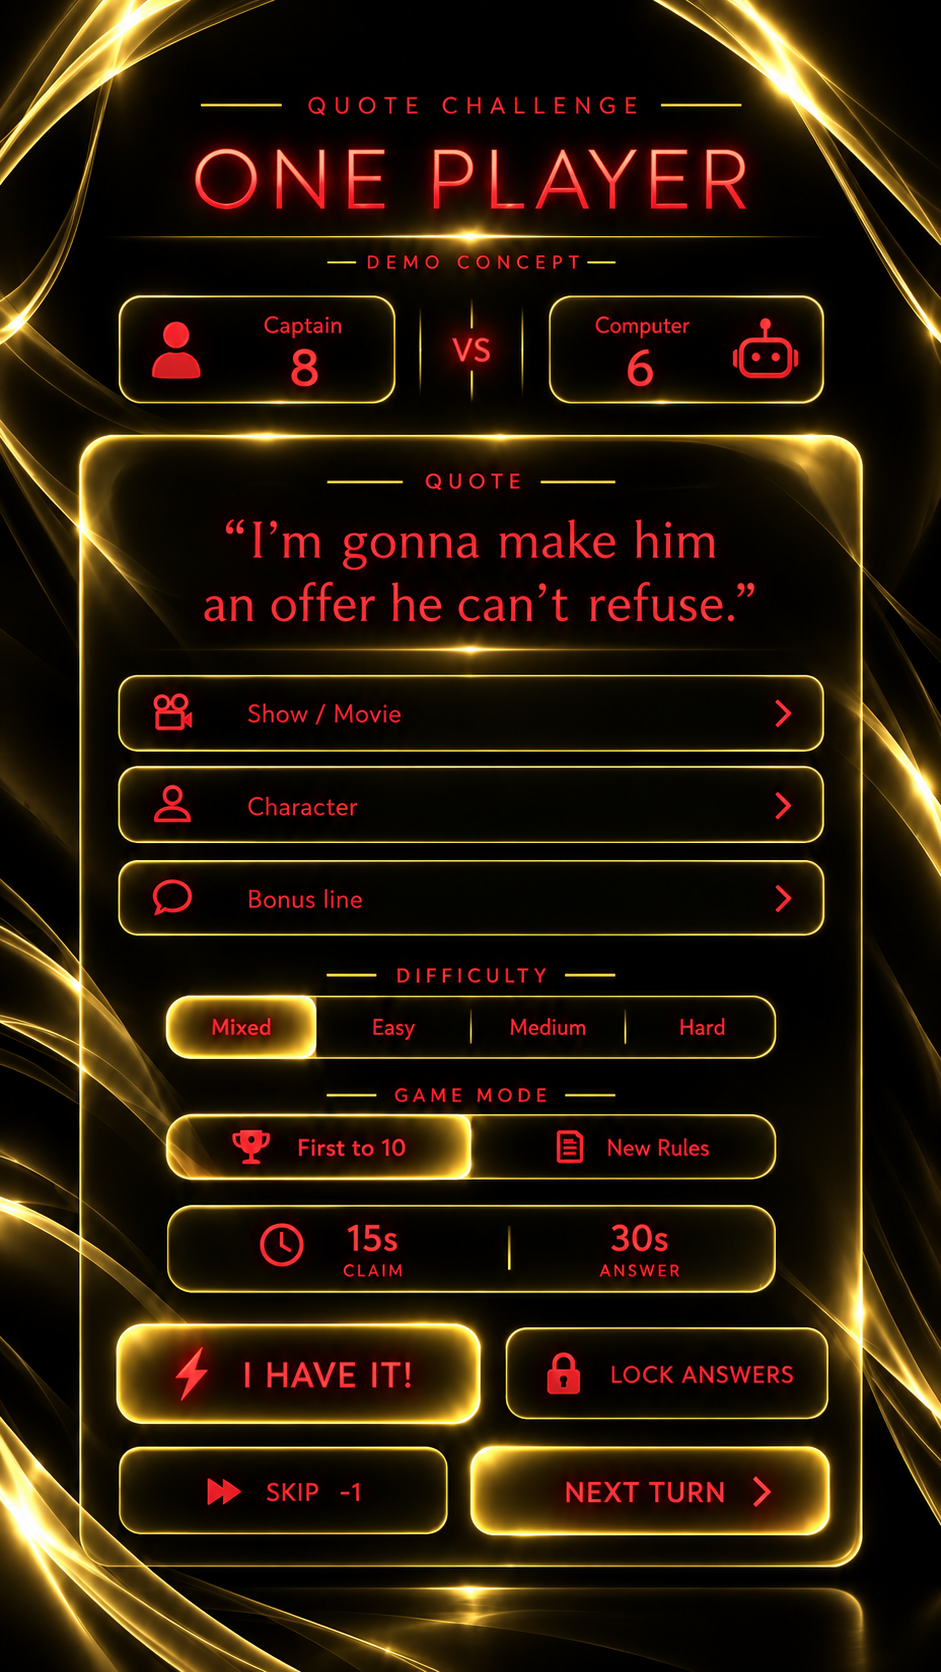 QUOTE CHALLENGE
ONE PLAYER
DEMO CONCEPT
Captain
8
VS
Computer
6
QUOTE
“I’m gonna make him
an offer he can’t refuse.”
Show / Movie
Character
Bonus line
DIFFICULTY
Mixed Easy Medium Hard
GAME MODE
First to 10 New Rules
15s 30s
CLAIM ANSWER
I HAVE IT! LOCK ANSWERS
SKIP -1 NEXT TURN